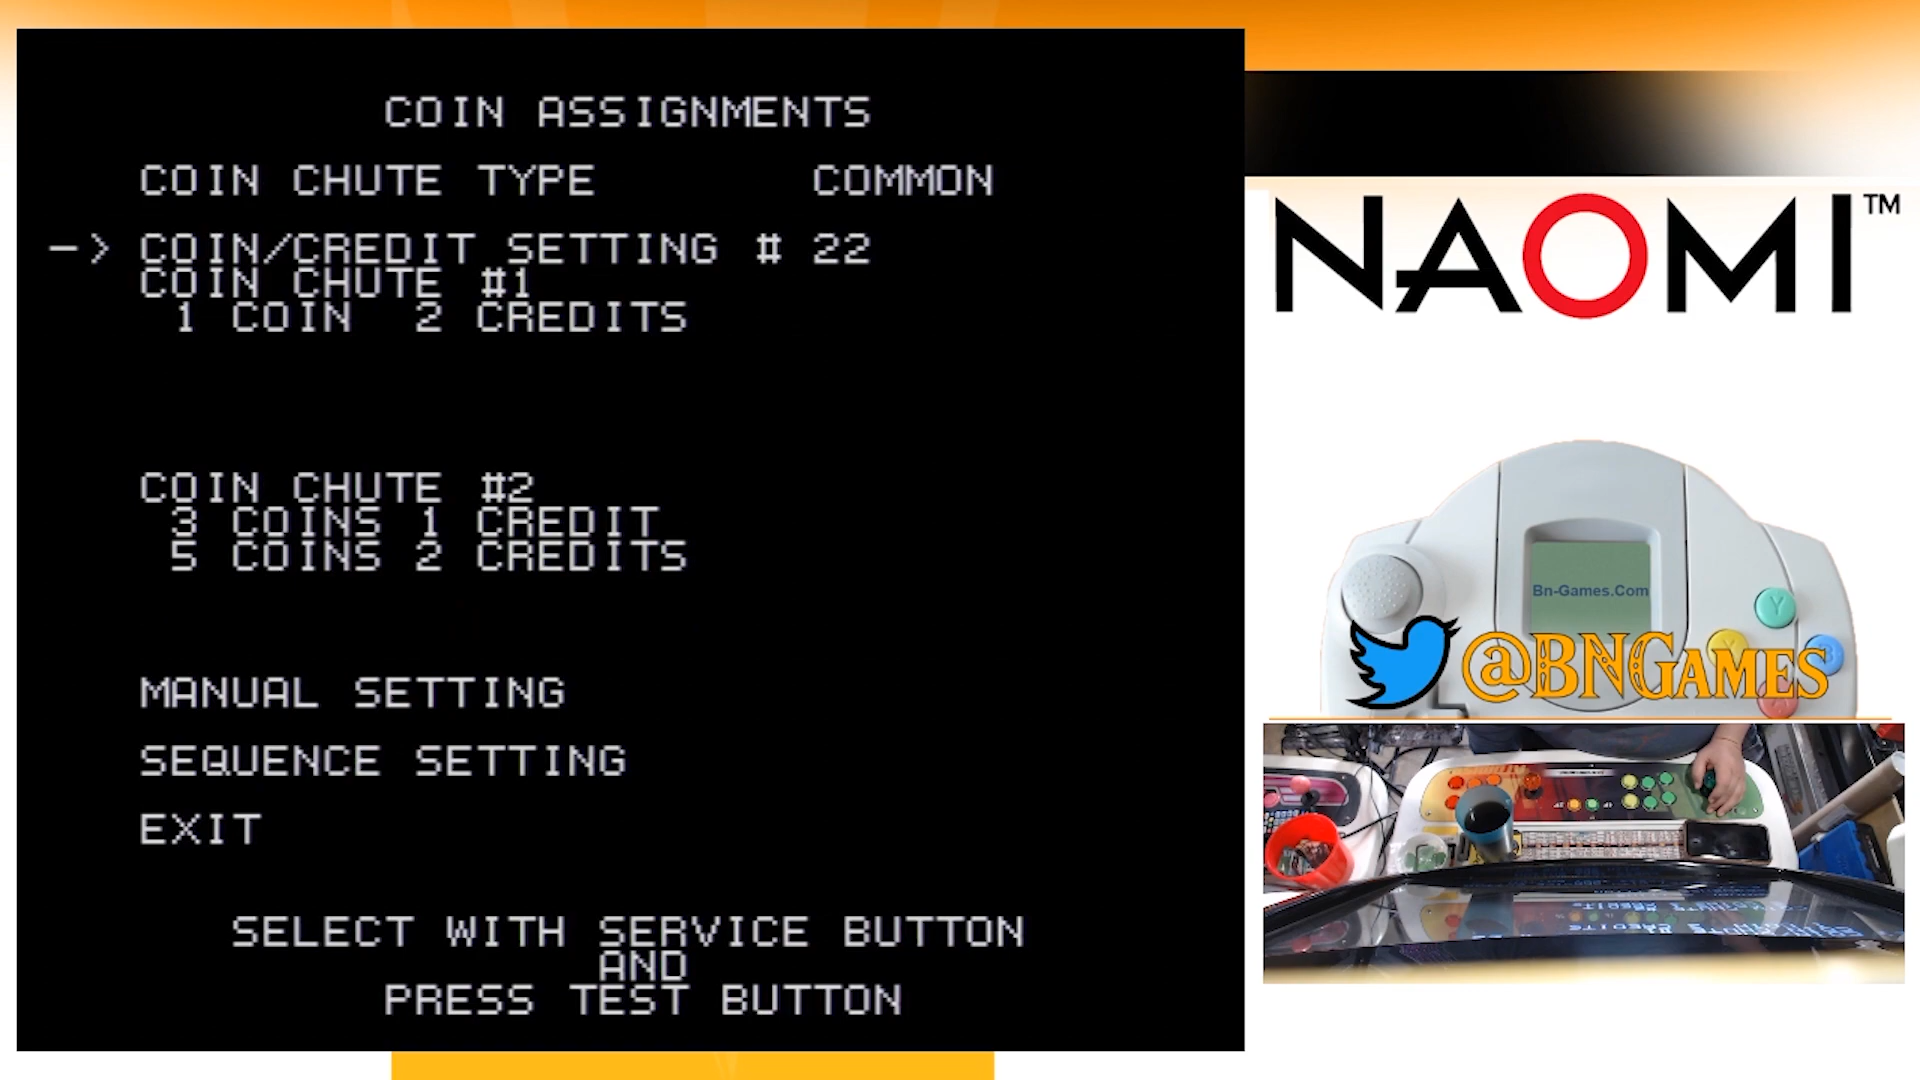 COIN ASSIGNMENTS
COIN CHUTE TYPE COMMON
-> COIN/CREDIT SETTING # 22
COIN CHUTE #1
1 COIN 2 CREDITS
COIN CHUTE #2
3 COINS 1 CREDIT
5 COINS 2 CREDITS
MANUAL SETTING
SEQUENCE SETTING
EXIT
SELECT WITH SERVICE BUTTON
AND
PRESS TEST BUTTON
NAOMI™
Bn-Games.Com
Y
@BNGAMES